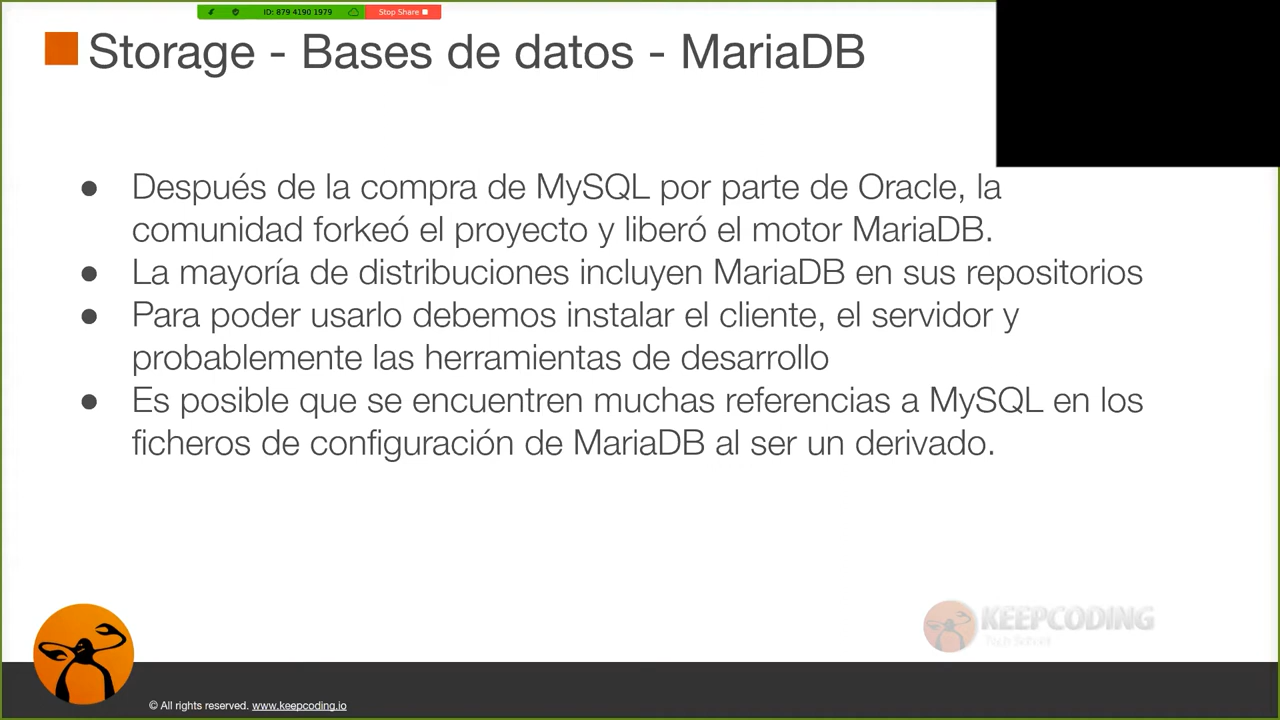 ID: 879 4190 1979 Stop Share
Storage - Bases de datos - MariaDB
● Después de la compra de MySQL por parte de Oracle, la
comunidad forkeó el proyecto y liberó el motor MariaDB.
● La mayoría de distribuciones incluyen MariaDB en sus repositorios
● Para poder usarlo debemos instalar el cliente, el servidor y
probablemente las herramientas de desarrollo
● Es posible que se encuentren muchas referencias a MySQL en los
ficheros de configuración de MariaDB al ser un derivado.
KEEPCODING
Tech School
© All rights reserved. www.keepcoding.io